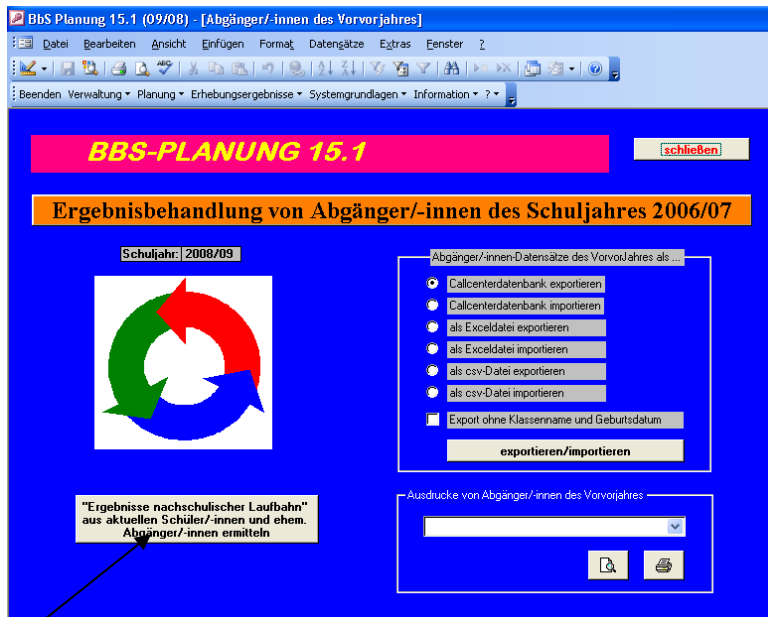 BbS Planung 15.1 (09/08) - [Abgänger/-innen des Vorvorjahres]
Datei Bearbeiten Ansicht Einfügen Format Datensätze Extras Fenster ?
Beenden Verwaltung Planung Erhebungsergebnisse Systemgrundlagen Information ?
BBS-PLANUNG 15.1
schließen
Ergebnisbehandlung von Abgänger/-innen des Schuljahres 2006/07
Schuljahr: 2008/09
Abgänger/-innen-Datensätze des VorvorJahres als ...
Callcenterdatenbank exportieren
Callcenterdatenbank importieren
als Exceldatei exportieren
als Exceldatei importieren
als csv-Datei exportieren
als csv-Datei importieren
Export ohne Klassenname und Geburtsdatum
exportieren/importieren
"Ergebnisse nachschulischer Laufbahn"
aus aktuellen Schüler/-innen und ehem.
Abgänger/-innen ermitteln
Ausdrucke von Abgänger/-innen des Vorvorjahres